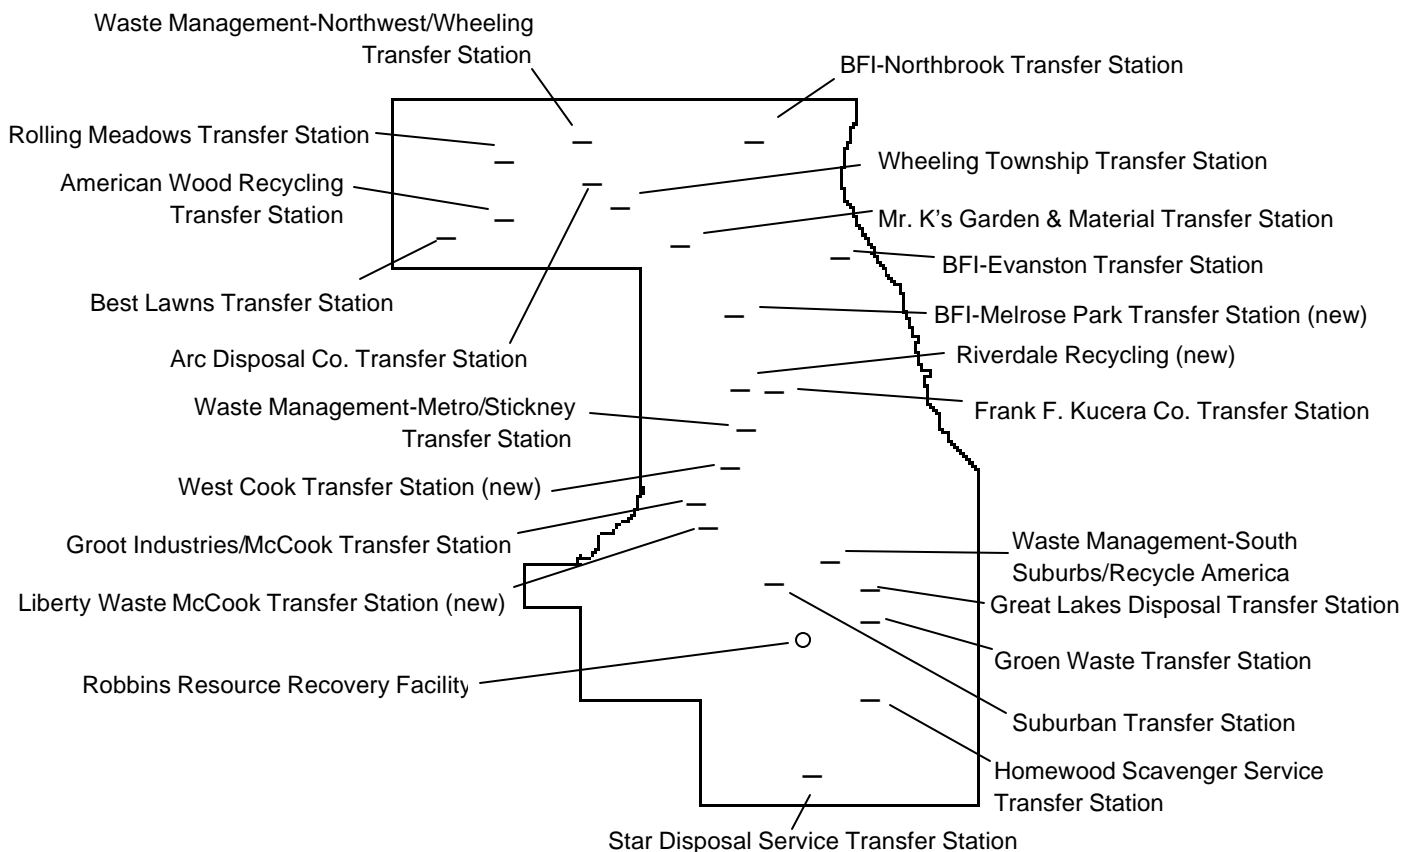 Waste Management-Northwest/Wheeling
Transfer Station
BFI-Northbrook Transfer Station
Rolling Meadows Transfer Station
Wheeling Township Transfer Station
American Wood Recycling
Transfer Station
Mr. K's Garden & Material Transfer Station
BFI-Evanston Transfer Station
Best Lawns Transfer Station
BFI-Melrose Park Transfer Station (new)
Arc Disposal Co. Transfer Station
Riverdale Recycling (new)
Waste Management-Metro/Stickney
Transfer Station
Frank F. Kucera Co. Transfer Station
West Cook Transfer Station (new)
Groot Industries/McCook Transfer Station
Waste Management-South
Suburbs/Recycle America
Liberty Waste McCook Transfer Station (new)
Great Lakes Disposal Transfer Station
Groen Waste Transfer Station
Robbins Resource Recovery Facility
Suburban Transfer Station
Homewood Scavenger Service
Transfer Station
Star Disposal Service Transfer Station